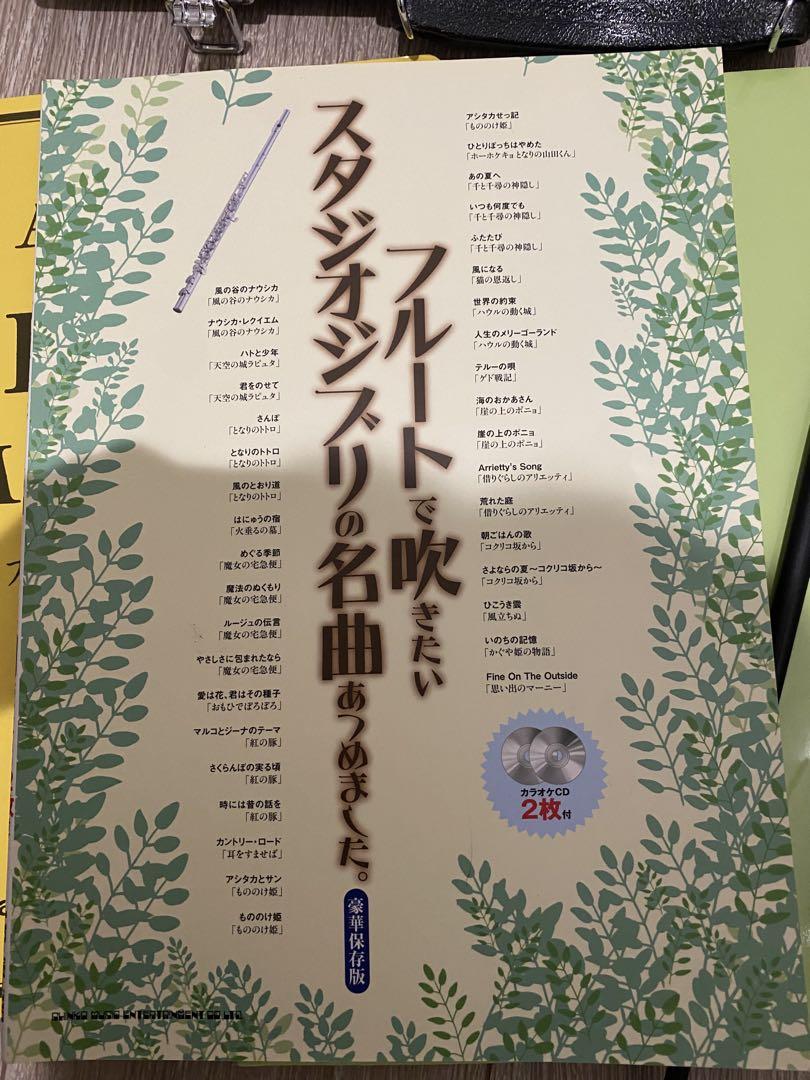 フルートで吹きたい
スタジオジブリの名曲あつめました。
豪華保存版
風の谷のナウシカ
「風の谷のナウシカ」
ナウシカ・レクイエム
「風の谷のナウシカ」
ハトと少年
「天空の城ラピュタ」
君をのせて
「天空の城ラピュタ」
さんぽ
「となりのトトロ」
となりのトトロ
「となりのトトロ」
風のとおり道
「となりのトトロ」
はにゅうの宿
「火垂るの墓」
めぐる季節
「魔女の宅急便」
魔法のぬくもり
「魔女の宅急便」
ルージュの伝言
「魔女の宅急便」
やさしさに包まれたなら
「魔女の宅急便」
愛は花、君はその種子
「おもひでぽろぽろ」
マルコとジーナのテーマ
「紅の豚」
さくらんぼの実る頃
「紅の豚」
時には昔の話を
「紅の豚」
カントリー・ロード
「耳をすませば」
アシタカとサン
「もののけ姫」
もののけ姫
「もののけ姫」
アシタカせっ記
「もののけ姫」
ひとりぼっちはやめた
「ホーホケキョ となりの山田くん」
あの夏へ
「千と千尋の神隠し」
いつも何度でも
「千と千尋の神隠し」
ふたたび
「千と千尋の神隠し」
風になる
「猫の恩返し」
世界の約束
「ハウルの動く城」
人生のメリーゴーランド
「ハウルの動く城」
テルーの唄
「ゲド戦記」
海のおかあさん
「崖の上のポニョ」
崖の上のポニョ
「崖の上のポニョ」
Arrietty's Song
「借りぐらしのアリエッティ」
荒れた庭
「借りぐらしのアリエッティ」
朝ごはんの歌
「コクリコ坂から」
さよならの夏〜コクリコ坂から〜
「コクリコ坂から」
ひこうき雲
「風立ちぬ」
いのちの記憶
「かぐや姫の物語」
Fine On The Outside
「思い出のマーニー」
カラオケCD
2枚付
SHINKO MUSIC ENTERTAINMENT CO.,LTD.